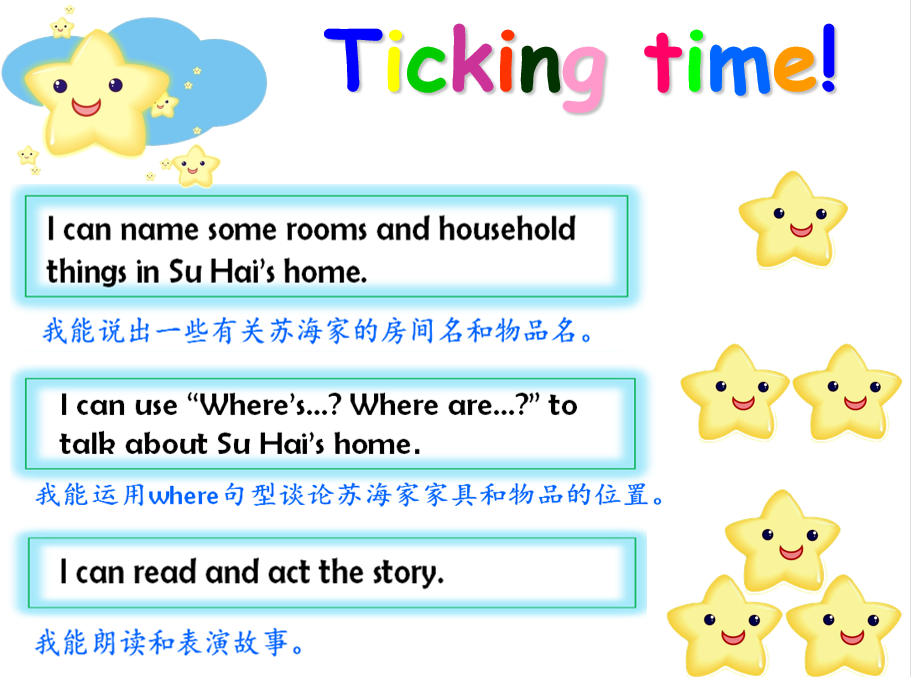 Ticking time!
I can name some rooms and household
things in Su Hai’s home.
我能说出一些有关苏海家的房间名和物品名。
I can use “Where’s...? Where are...?” to
talk about Su Hai’s home.
我能运用where句型谈论苏海家家具和物品的位置。
I can read and act the story.
我能朗读和表演故事。